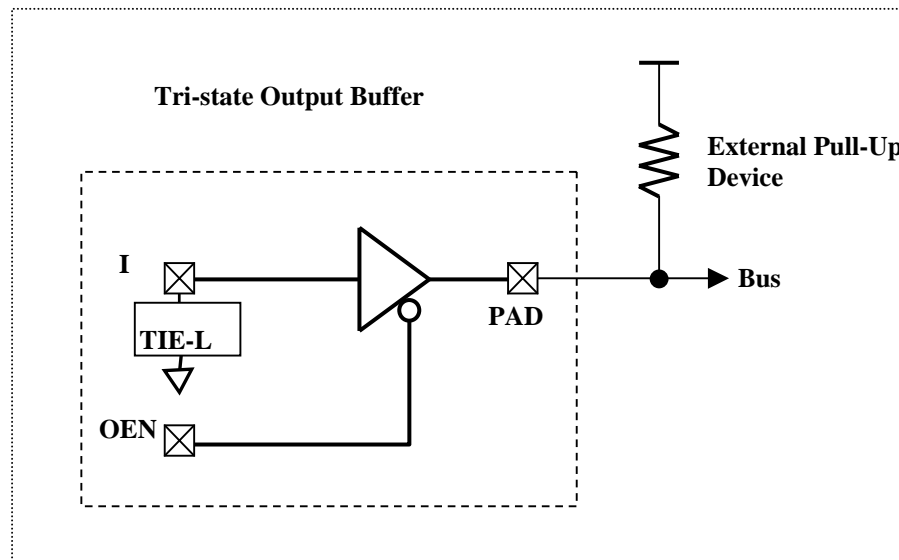 Tri-state Output Buffer
External Pull-Up
Device
I
TIE-L
PAD
Bus
OEN